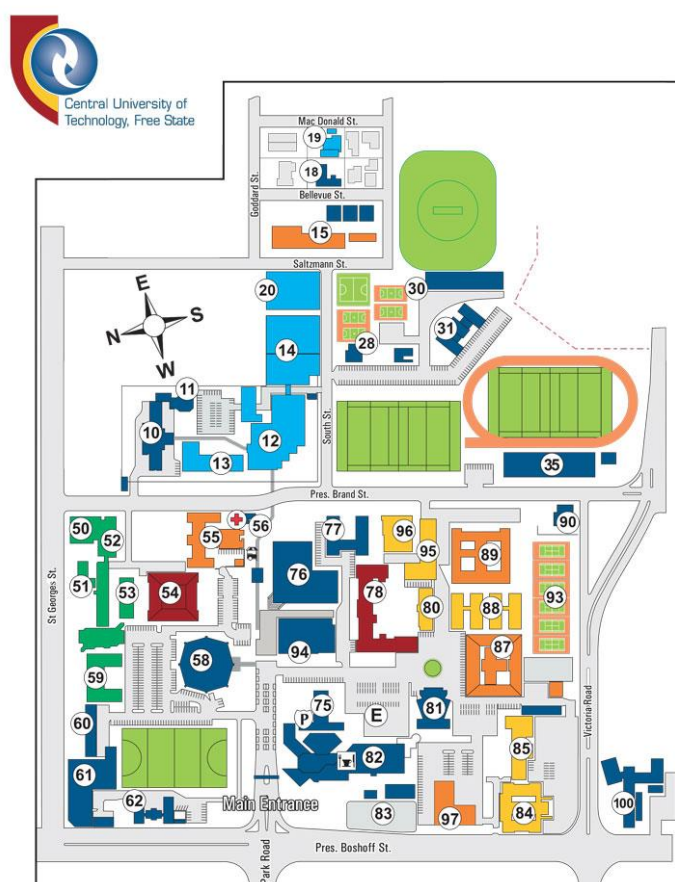 Central University of
Technology, Free State
Mac Donald St.
19
18
Goddard St.
Bellevue St.
15
Saltzmann St.
20
30
E
N
S
W
14
31
28
11
10
12
13
South St.
35
Pres. Brand St.
50
52
55
56
77
96
95
90
89
51
53
54
76
78
80
88
93
St Georges St.
58
94
87
59
75
P
E
81
60
82
85
Victoria Road
61
62
Main Entrance
83
97
84
100
Park Road
Pres. Boshoff St.